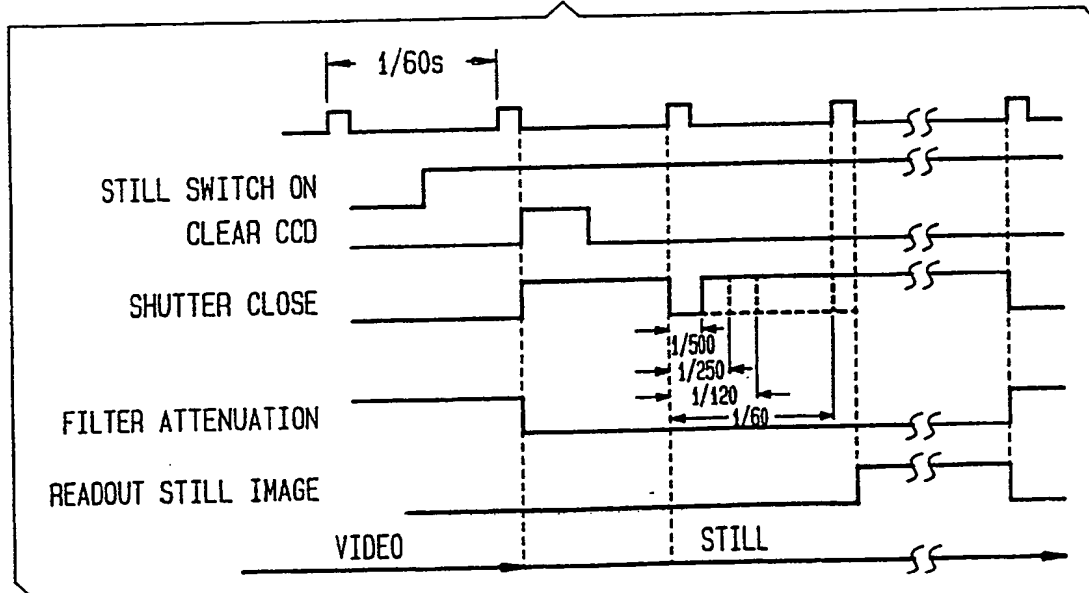 1/60s
STILL SWITCH ON
CLEAR CCD
SHUTTER CLOSE
1/500
1/250
1/120
1/60
FILTER ATTENUATION
READOUT STILL IMAGE
VIDEO
STILL